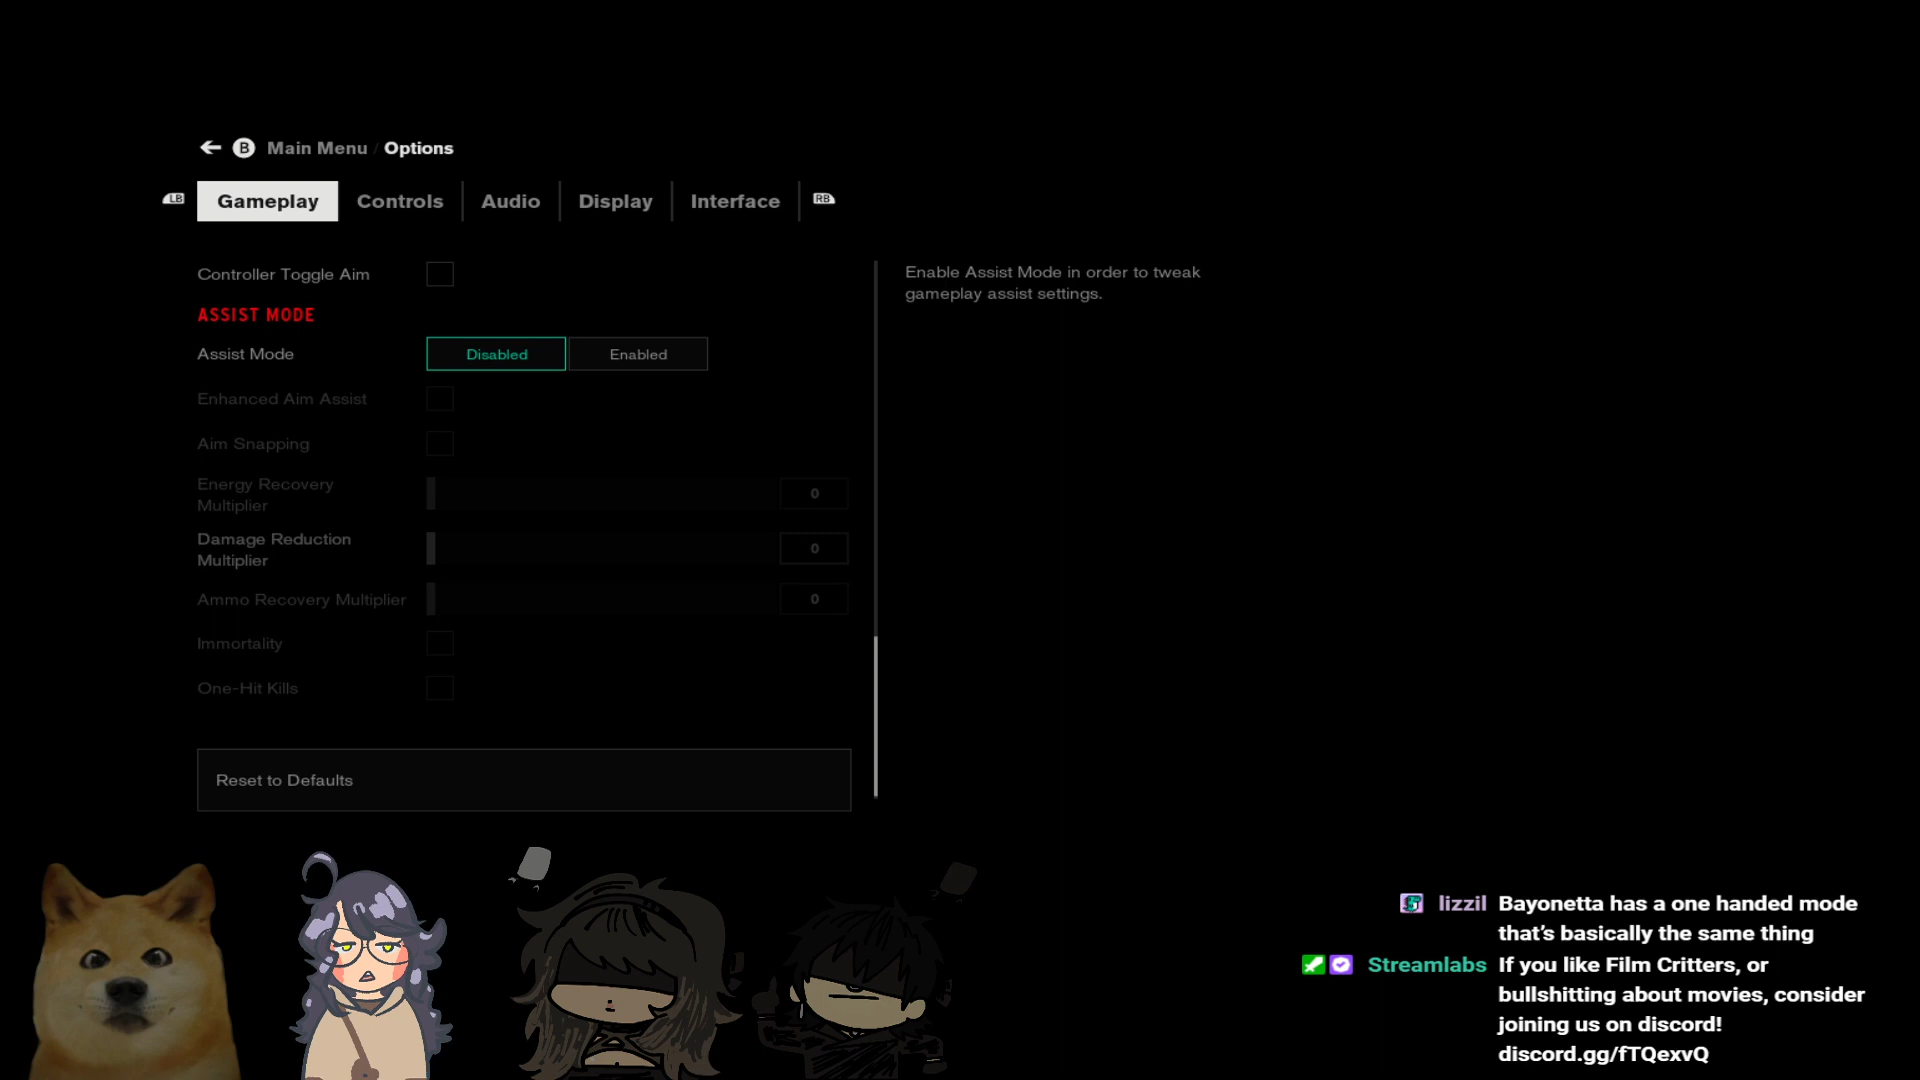 B Main Menu / Options
LB Gameplay Controls Audio Display Interface RB
Controller Toggle Aim
ASSIST MODE
Assist Mode Disabled Enabled
Enhanced Aim Assist
Aim Snapping
Energy Recovery
Multiplier 0
Damage Reduction
Multiplier 0
Ammo Recovery Multiplier 0
Immortality
One-Hit Kills
Reset to Defaults
Enable Assist Mode in order to tweak
gameplay assist settings.
lizzil Bayonetta has a one handed mode
that's basically the same thing
Streamlabs If you like Film Critters, or
bullshitting about movies, consider
joining us on discord!
discord.gg/fTQexvQ